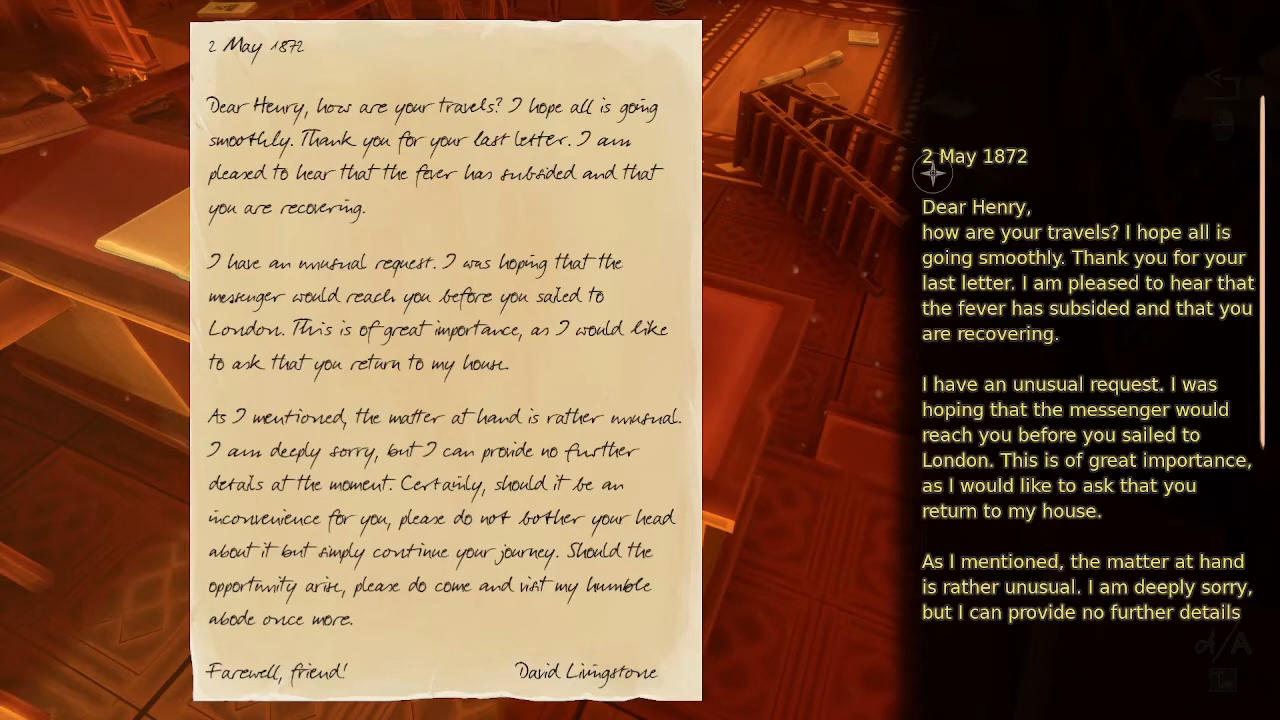 2 May 1872
Dear Henry, how are your travels? I hope all is going
smoothly. Thank you for your last letter. I am
pleased to hear that the fever has subsided and that
you are recovering.
I have an unusual request. I was hoping that the
messenger would reach you before you sailed to
London. This is of great importance, as I would like
to ask that you return to my house.
As I mentioned, the matter at hand is rather unusual.
I am deeply sorry, but I can provide no further
details at the moment. Certainly, should it be an
inconvenience for you, please do not bother your head
about it but simply continue your journey. Should the
opportunity arise, please do come and visit my humble
abode once more.
Farewell, friend! David Livingstone
2 May 1872
Dear Henry,
how are your travels? I hope all is
going smoothly. Thank you for your
last letter. I am pleased to hear that
the fever has subsided and that you
are recovering.
I have an unusual request. I was
hoping that the messenger would
reach you before you sailed to
London. This is of great importance,
as I would like to ask that you
return to my house.
As I mentioned, the matter at hand
is rather unusual. I am deeply sorry,
but I can provide no further details
A/A